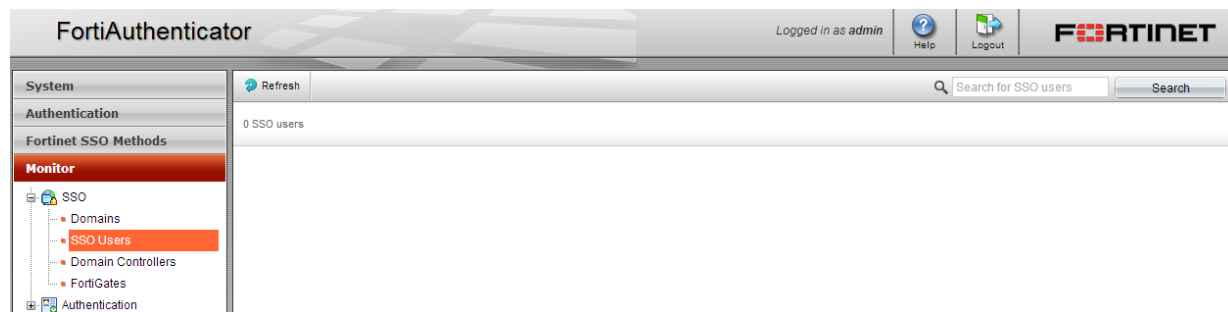 FortiAuthenticator
Logged in as admin
Help
Logout
FORTINET
System
Authentication
Fortinet SSO Methods
Monitor
SSO
Domains
SSO Users
Domain Controllers
FortiGates
Authentication
Refresh
Search for SSO users
Search
0 SSO users